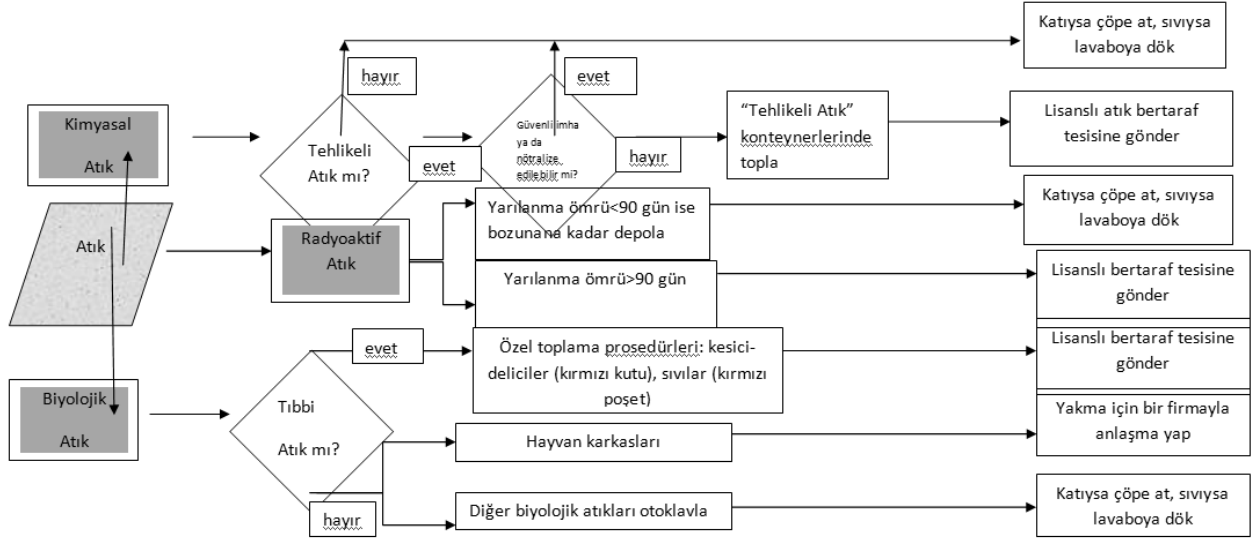 Katıysa çöpe at, sıvıysa
lavaboya dök
hayır
evet
Kimyasal
Atık
Tehlikeli
Atık mı?
evet
Güvenli imha
ya da
nötralize
edilebilir mi?
hayır
“Tehlikeli Atık”
konteynerlerinde
topla
Lisanslı atık bertaraf
tesisine gönder
Atık
Radyoaktif
Atık
Yarılanma ömrü<90 gün ise
bozunana kadar depola
Katıysa çöpe at, sıvıysa
lavaboya dök
Yarılanma ömrü>90 gün
Lisanslı bertaraf tesisine
gönder
Biyolojik
Atık
Tıbbi
Atık mı?
evet
Özel toplama prosedürleri: kesici-
deliciler (kırmızı kutu), sıvılar (kırmızı
poşet)
Lisanslı bertaraf tesisine
gönder
hayır
Hayvan karkasları
Yakma için bir firmayla
anlaşma yap
Diğer biyolojik atıkları otoklavla
Katıysa çöpe at, sıvıysa
lavaboya dök